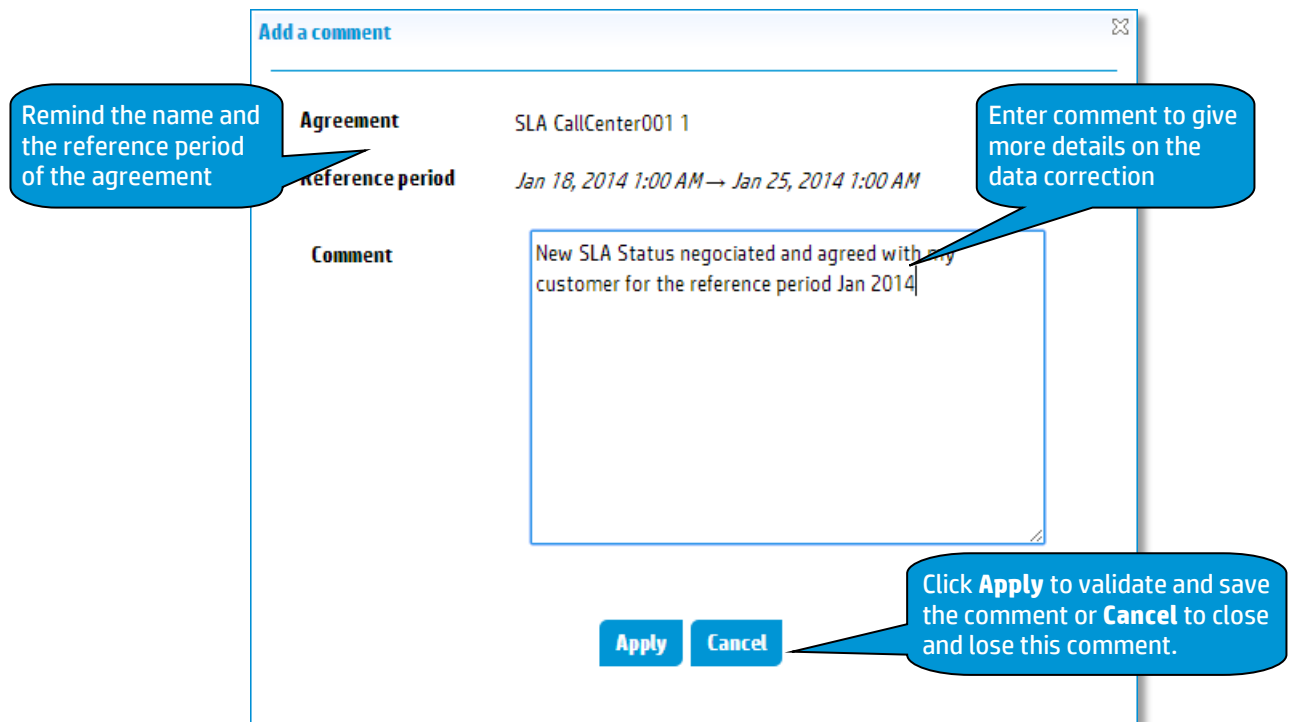 Add a comment
Remind the name and
the reference period
of the agreement
Agreement
SLA CallCenter001 1
Reference period
Jan 18, 2014 1:00 AM → Jan 25, 2014 1:00 AM
Enter comment to give
more details on the
data correction
Comment
New SLA Status negociated and agreed with my
customer for the reference period Jan 2014
Click Apply to validate and save
the comment or Cancel to close
and lose this comment.
Apply
Cancel